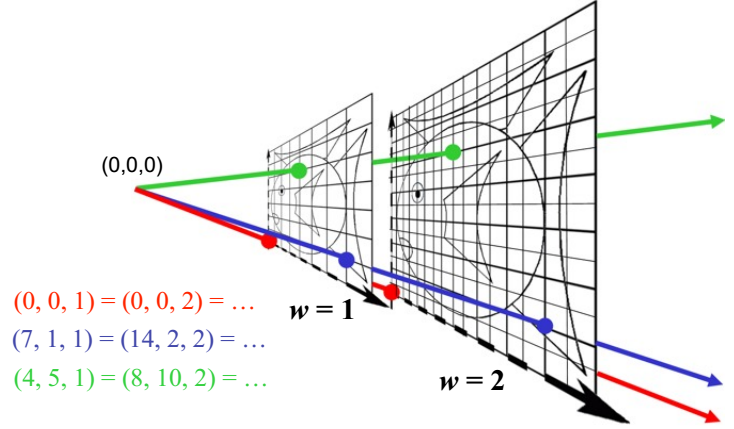 (0,0,0)
(0, 0, 1) = (0, 0, 2) = …
w = 1
(7, 1, 1) = (14, 2, 2) = …
(4, 5, 1) = (8, 10, 2) = …
w = 2